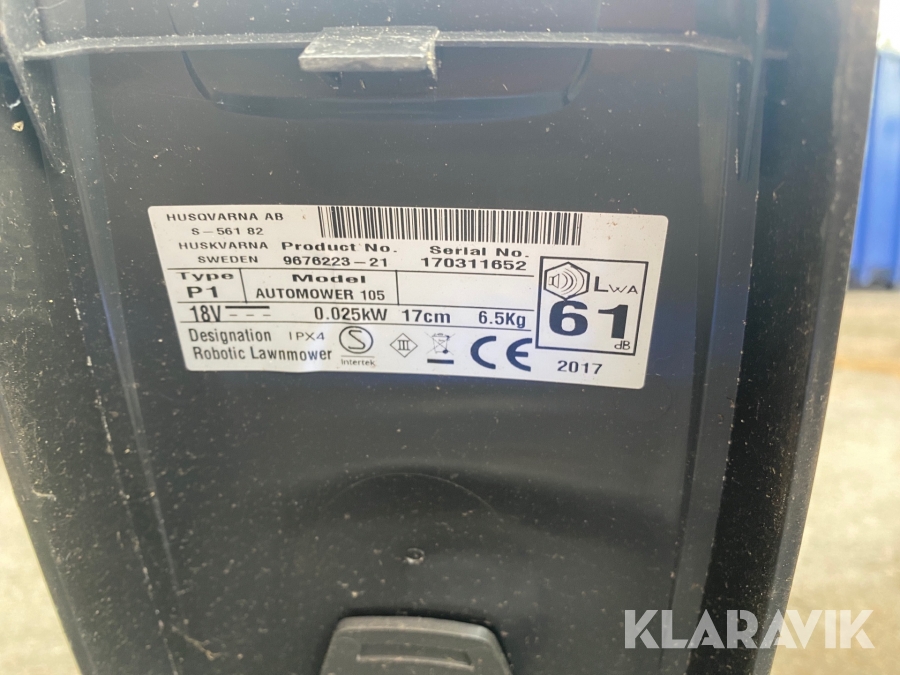 HUSQVARNA AB
S-561 82
HUSKVARNA Product No. Serial No.
SWEDEN 9676223-21 170311652
Type Model
P1 AUTOMOWER 105
18V --- 0.025kW 17cm 6.5Kg
LWA
61
dB
Designation IPX4
Robotic Lawnmower
S
Intertek
III
CE
2017
KLARAVIK